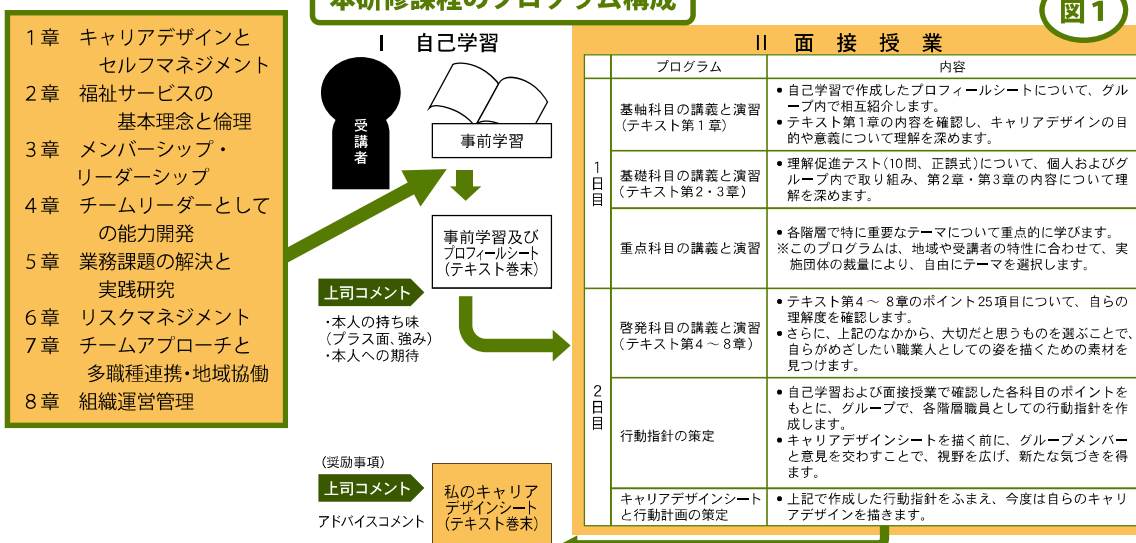 本研修課程のプログラム構成
図1
1章 キャリアデザインと
セルフマネジメント
2章 福祉サービスの
基本理念と倫理
3章 メンバーシップ・
リーダーシップ
4章 チームリーダーとして
の能力開発
5章 業務課題の解決と
実践研究
6章 リスクマネジメント
7章 チームアプローチと
多職種連携・地域協働
8章 組織運営管理
I 自己学習
受講者
事前学習
事前学習及び
プロフィールシート
(テキスト巻末)
上司コメント
・本人の持ち味
(プラス面、強み)
・本人への期待
(奨励事項)
上司コメント
アドバイスコメント
私のキャリア
デザインシート
(テキスト巻末)
II 面接授業
プログラム
内容
1日目
基軸科目の講義と演習
(テキスト第1章)
• 自己学習で作成したプロフィールシートについて、グル
ープ内で相互紹介します。
• テキスト第1章の内容を確認し、キャリアデザインの目
的や意義について理解を深めます。
基礎科目の講義と演習
(テキスト第2・3章)
• 理解促進テスト(10問、正誤式)について、個人およびグ
ループ内で取り組み、第2章・第3章の内容について理
解を深めます。
重点科目の講義と演習
• 各階層で特に重要なテーマについて重点的に学びます。
※このプログラムは、地域や受講者の特性に合わせて、実
施団体の裁量により、自由にテーマを選択します。
2日目
啓発科目の講義と演習
(テキスト第4~8章)
• テキスト第4~8章のポイント25項目について、自らの
理解度を確認します。
• さらに、上記のなかから、大切だと思うものを選ぶことで、
自らがめざしたい職業人としての姿を描くための素材を
見つけます。
行動指針の策定
• 自己学習および面接授業で確認した各科目のポイントを
もとに、グループで、各階層職員としての行動指針を作
成します。
• キャリアデザインシートを描く前に、グループメンバー
と意見を交わすことで、視野を広げ、新たな気づきを得
ます。
キャリアデザインシート
と行動計画の策定
• 上記で作成した行動指針をふまえ、今度は自らのキャリ
アデザインを描きます。